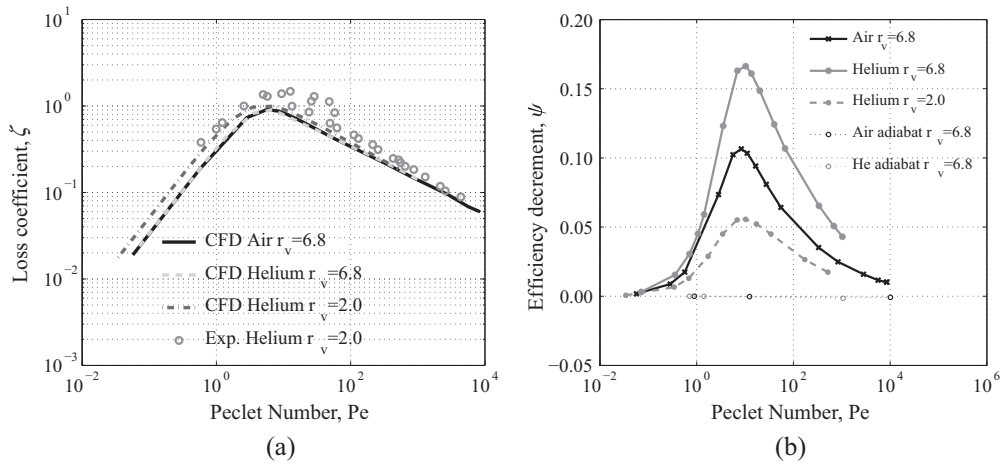 (a)
10^1
10^0
10^-1
10^-2
10^-3
Loss coefficient, ζ
CFD Air r_v=6.8
CFD Helium r_v=6.8
CFD Helium r_v=2.0
Exp. Helium r_v=2.0
10^-2 10^0 10^2 10^4
Peclet Number, Pe
(a)
(b)
0.20
0.15
0.10
0.05
0.00
−0.05
Efficiency decrement, ψ
Air r_v=6.8
Helium r_v=6.8
Helium r_v=2.0
Air adiabat r_v=6.8
He adiabat r_v=6.8
10^-2 10^0 10^2 10^4 10^6
Peclet Number, Pe
(b)